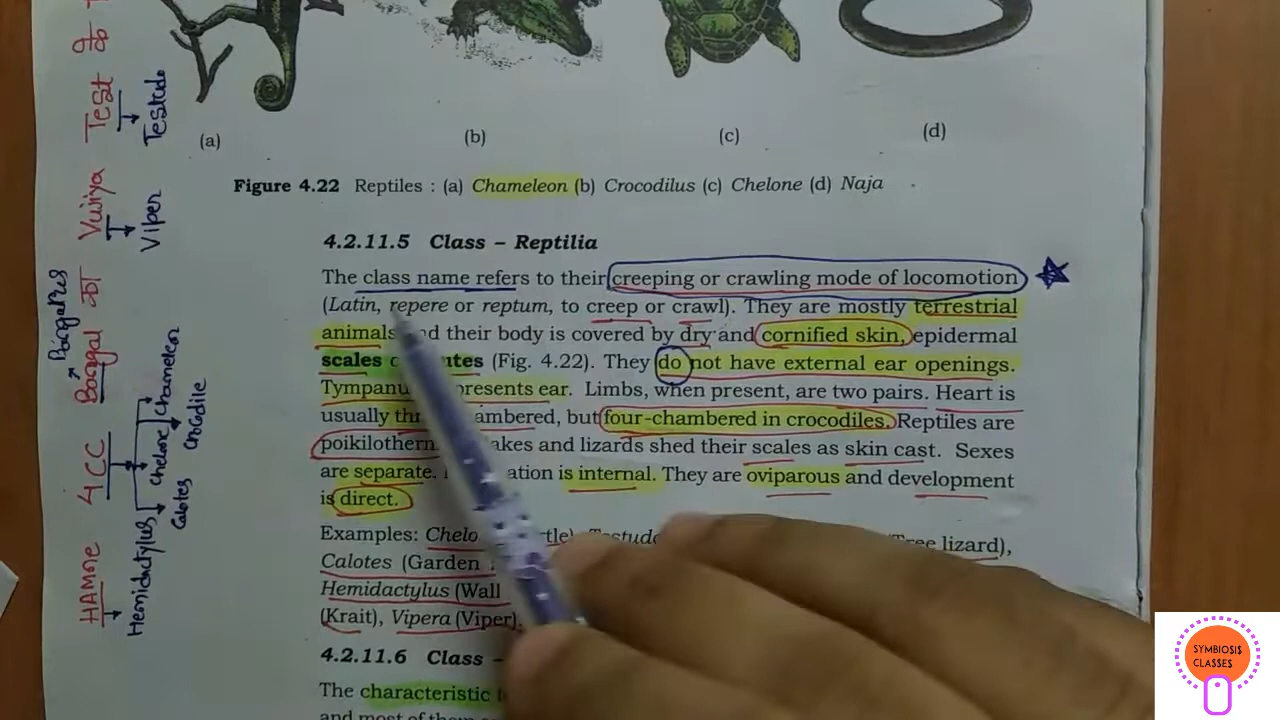 (a) (b) (c) (d)
Figure 4.22 Reptiles : (a) Chameleon (b) Crocodilus (c) Chelone (d) Naja
4.2.11.5 Class – Reptilia
The class name refers to their creeping or crawling mode of locomotion
(Latin, repere or reptum, to creep or crawl). They are mostly terrestrial
animals and their body is covered by dry and cornified skin, epidermal
scales (Fig. 4.22). They do not have external ear openings.
presents ear. Limbs, when present, are two pairs. Heart is
usually but four-chambered in crocodiles. Reptiles are
and lizards shed their scales as skin cast. Sexes
are separate. is internal. They are oviparous and development
is direct.
Examples:
lizard),
Calotes (Garden
Hemidactylus (Wall
(Krait), Vipera (Viper).
4.2.11.6 Class –
The characteristic
HAMne 4CC Bangal का Vijiya Test के
Hemidactylus Chelone Chameleon
Calotes Crocodile
Bangarus Viper Testudo
SYMBIOSIS
CLASSES